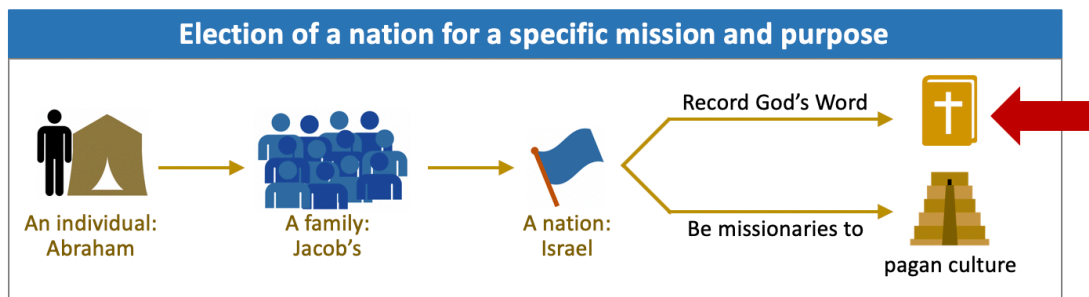 Election of a nation for a specific mission and purpose
Record God's Word
An individual:
Abraham
A family:
Jacob's
A nation:
Israel
Be missionaries to
pagan culture